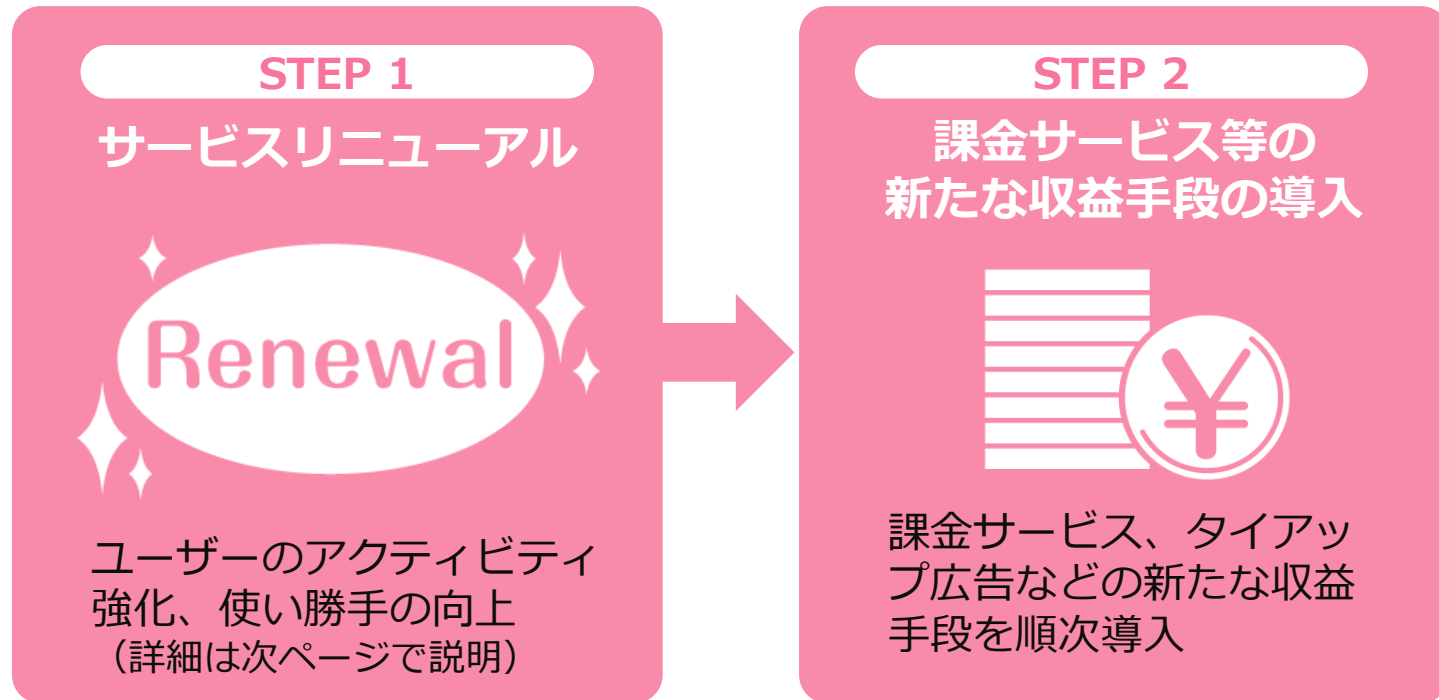 STEP 1
サービスリニューアル
Renewal
ユーザーのアクティビティ
強化、使い勝手の向上
（詳細は次ページで説明）
STEP 2
課金サービス等の
新たな収益手段の導入
¥
課金サービス、タイアッ
プ広告などの新たな収益
手段を順次導入